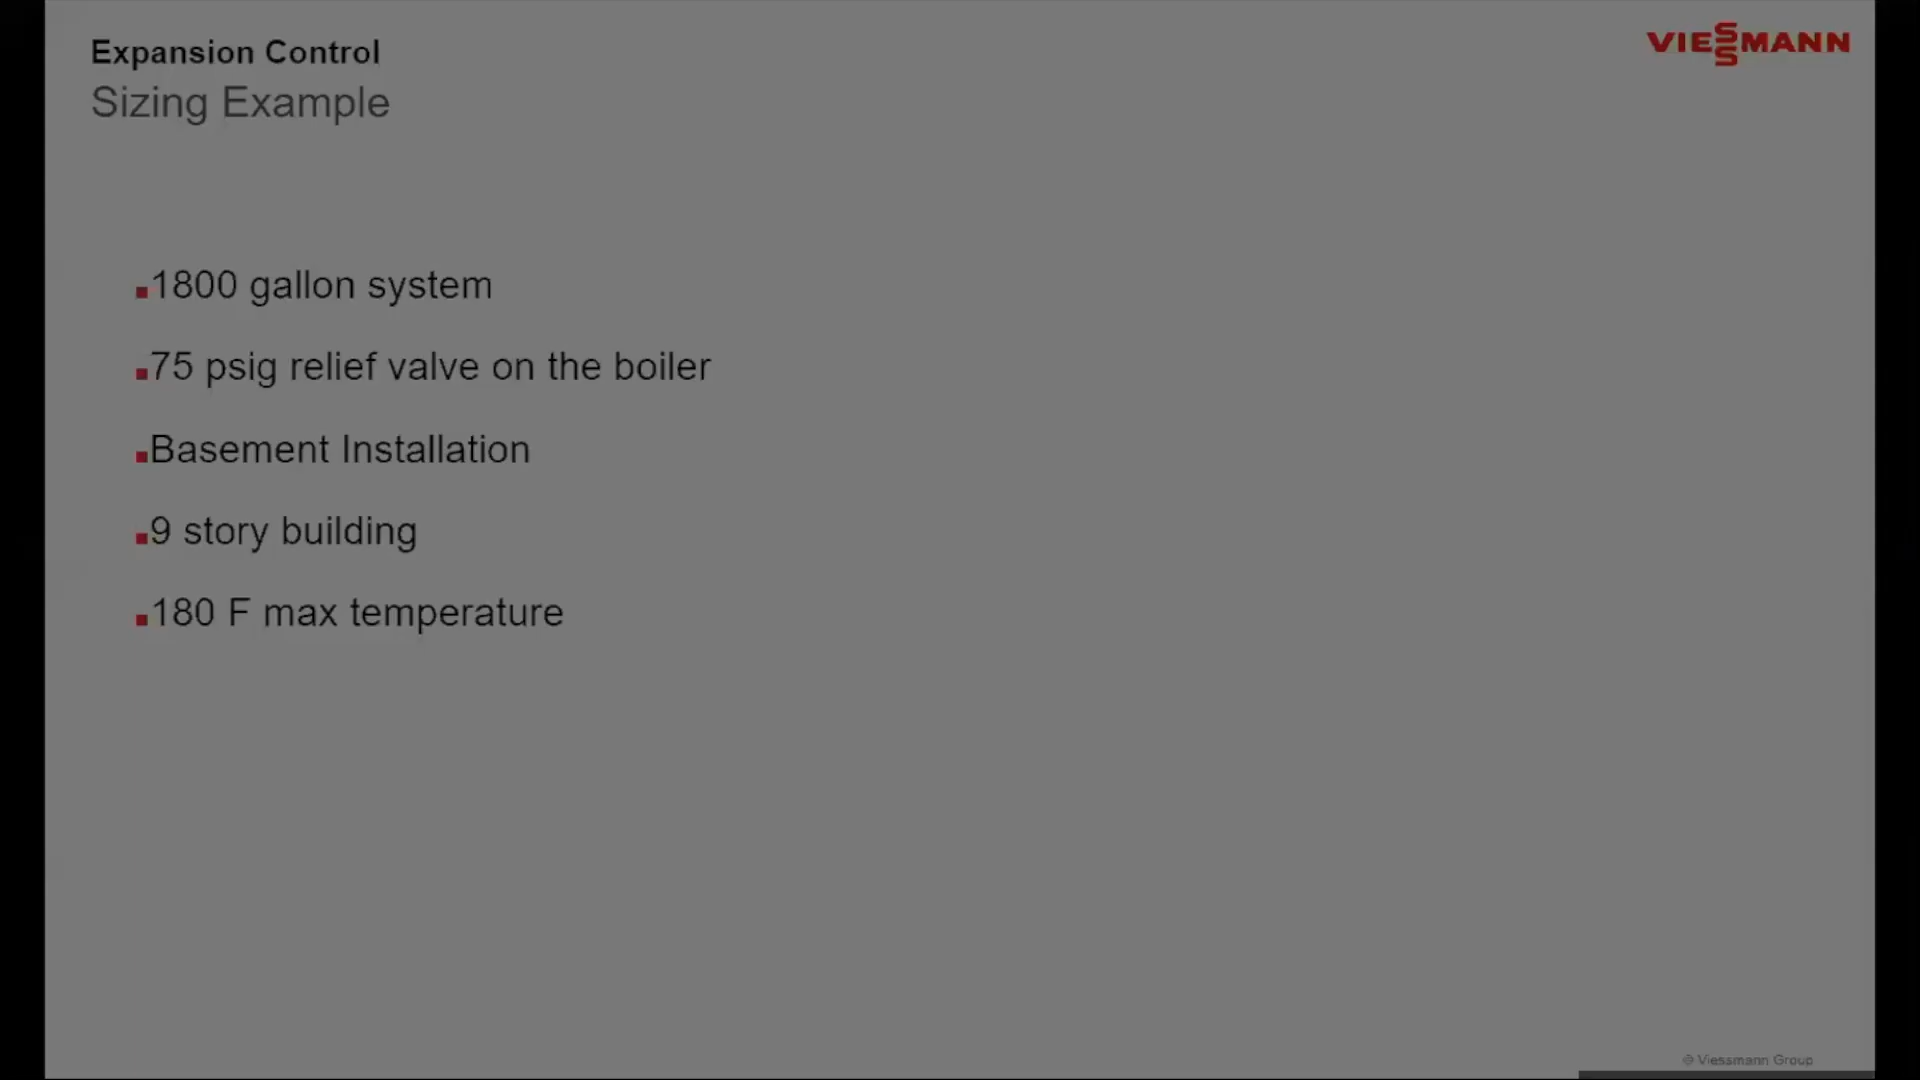 Expansion Control
VIESSMANN
Sizing Example
1800 gallon system
75 psig relief valve on the boiler
Basement Installation
9 story building
180 F max temperature
© Viessmann Group